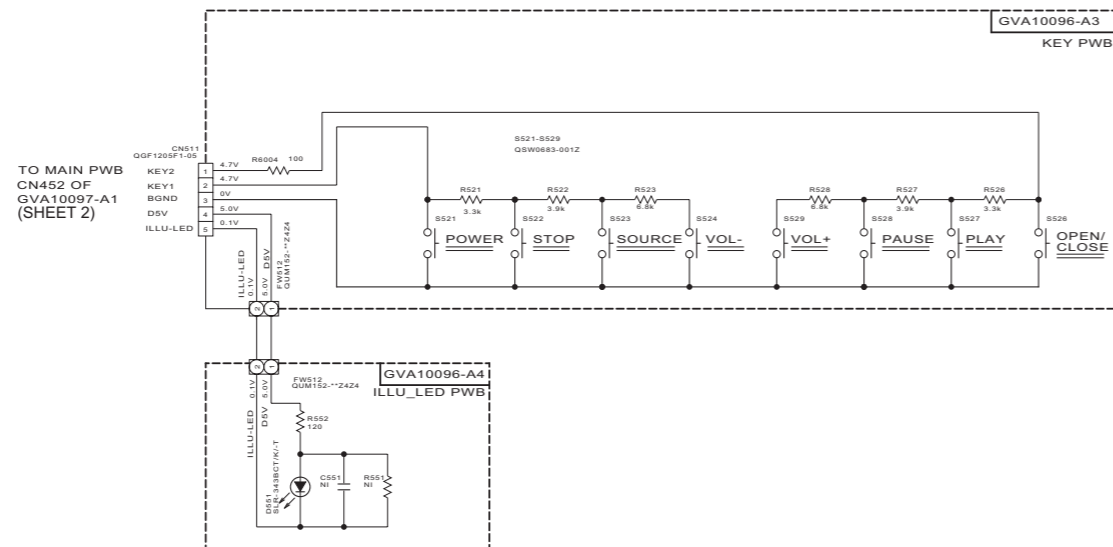 GVA10096-A3
KEY PWB
S521-S529
QSW0683-001Z
CN511
QGF1205F1-05
R6004 100
TO MAIN PWB
CN452 OF
GVA10097-A1
(SHEET 2)
KEY2 1 4.7V
KEY1 2 4.7V
BGND 3 0V
D5V 4 5.0V
ILLU-LED 5 0.1V
R521
3.3k
R522
3.9k
R523
6.8k
R528
6.8k
R527
3.9k
R526
3.3k
S521
POWER
S522
STOP
S523
SOURCE
S524
VOL-
S529
VOL+
S528
PAUSE
S527
PLAY
S526
OPEN/
CLOSE
ILLU-LED
0.1V
5.0V D5V
FW512
QUM152-**Z4Z4
2 1
2 1
GVA10096-A4
ILLU_LED PWB
FW512
QUM152-**Z4Z4
0.1V
5.0V
ILLU-LED
D5V
R552
120
D551
SLR-343BCT/K/-T
C551
NI
R551
NI